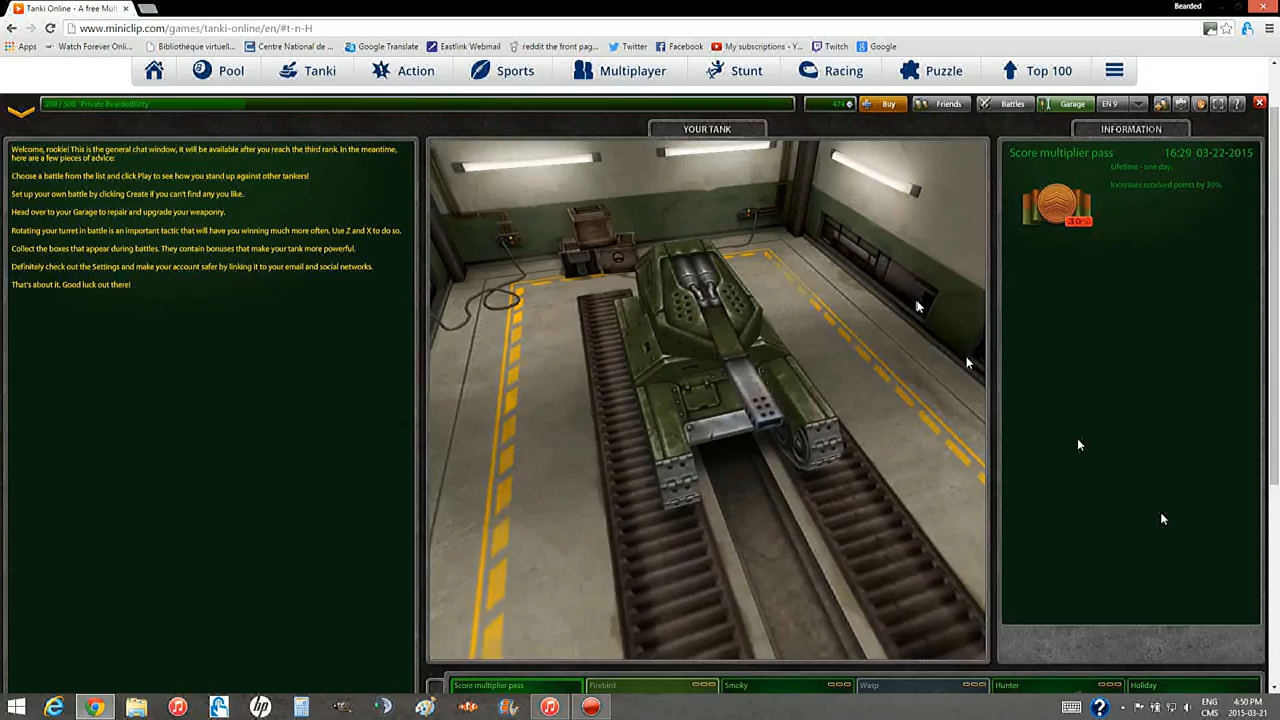 Tanki Online - A free Mul
Bearded
www.miniclip.com/games/tanki-online/en/#t-n-H
Apps Watch Forever Onli... Bibliothèque virtuell... Centre National de ... Google Translate Eastlink Webmail reddit the front pag... Twitter Facebook My subscriptions - Y... Twitch Google
Pool Tanki Action Sports Multiplayer Stunt Racing Puzzle Top 100
208 / 500 Private BeardedKitty 474 Buy Friends Battles Garage EN 9 ?
YOUR TANK INFORMATION
Welcome, rookie! This is the general chat window, it will be available after you reach the third rank. In the meantime,
here are a few pieces of advice:
Choose a battle from the list and click Play to see how you stand up against other tankers!
Set up your own battle by clicking Create if you can't find any you like.
Head over to your Garage to repair and upgrade your weaponry.
Rotating your turret in battle is an important tactic that will have you winning much more often. Use Z and X to do so.
Collect the boxes that appear during battles. They contain bonuses that make your tank more powerful.
Definitely check out the Settings and make your account safer by linking it to your email and social networks.
That's about it. Good luck out there!
Score multiplier pass 16:29 03-22-2015
Lifetime - one day.
Increases received points by 30%.
30%
Score multiplier pass Firebird Smoky Wasp Hunter Holiday
hp
ENG 4:50 PM
CMS 2015-03-21